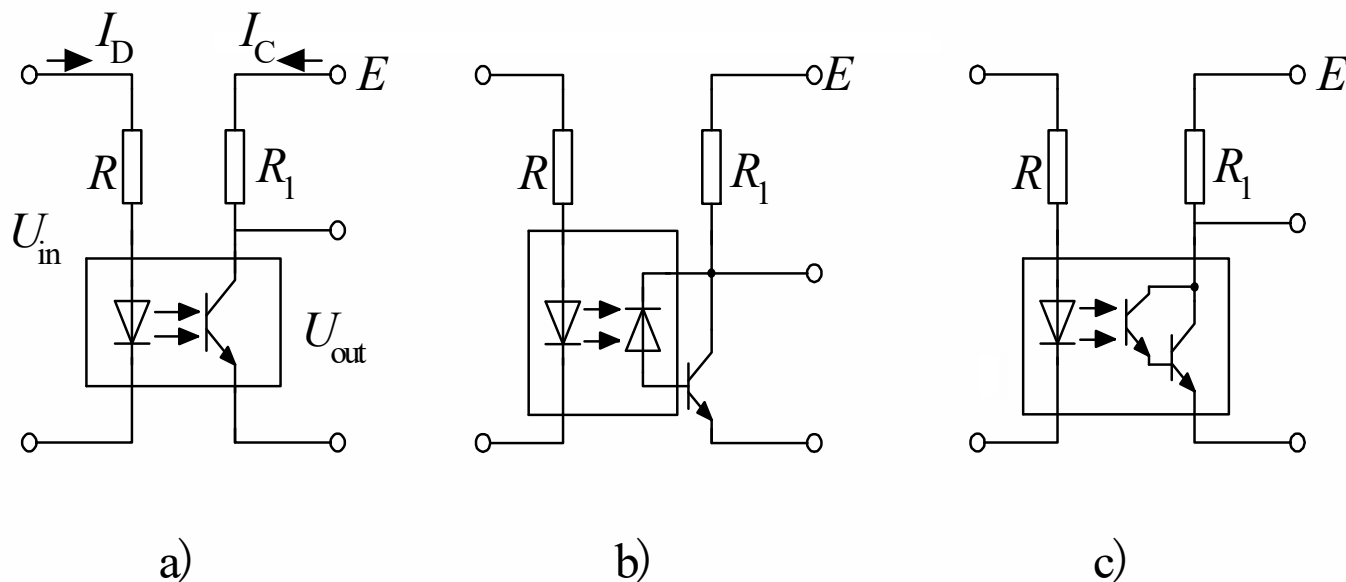 I_D I_C E E E
R R_1 R R_1 R R_1
U_in
U_out
a) b) c)